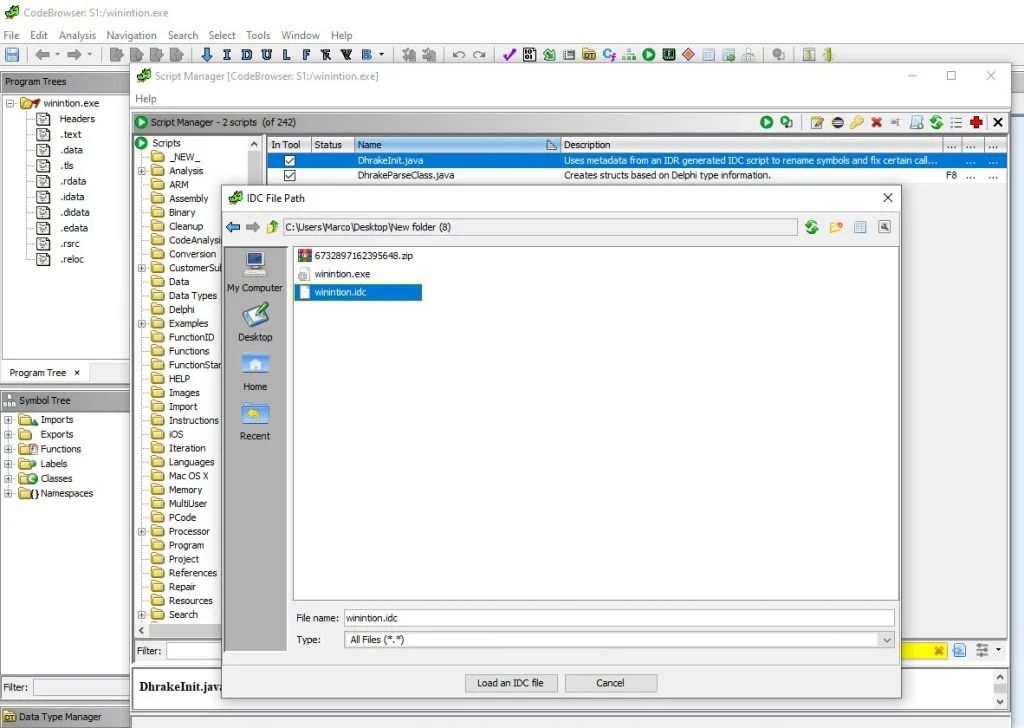 CodeBrowser: S1:/winintion.exe
File Edit Analysis Navigation Search Select Tools Window Help
I D U L F B
Program Trees
winintion.exe
Headers
.text
.data
.tls
.rdata
.idata
.didata
.edata
.rsrc
.reloc
Program Tree ×
Symbol Tree
Imports
Exports
Functions
Labels
Classes
{} Namespaces
Filter:
Data Type Manager
Script Manager [CodeBrowser: S1:/winintion.exe]
Help
Script Manager - 2 scripts (of 242)
Scripts
_NEW_
Analysis
ARM
Assembly
Binary
Cleanup
CodeAnalysi
Conversion
CustomerSub
Data
Data Types
Delphi
Examples
FunctionID
Functions
FunctionStar
HELP
Images
Import
Instructions
iOS
Iteration
Languages
Mac OS X
Memory
MultiUser
PCode
Processor
Program
Project
References
Repair
Resources
Search
Filter:
In Tool Status Name Description ... ... ...
DhrakeInit.java Uses metadata from an IDR generated IDC script to rename symbols and fix certain call... ... ...
DhrakeParseClass.java Creates structs based on Delphi type information. F8 ... ...
IDC File Path
C:\Users\Marco\Desktop\New folder (8)
My Computer
Desktop
Home
Recent
6732897162395648.zip
winintion.exe
winintion.idc
File name: winintion.idc
Type: All Files (*.*)
Load an IDC file Cancel
DhrakeInit.java